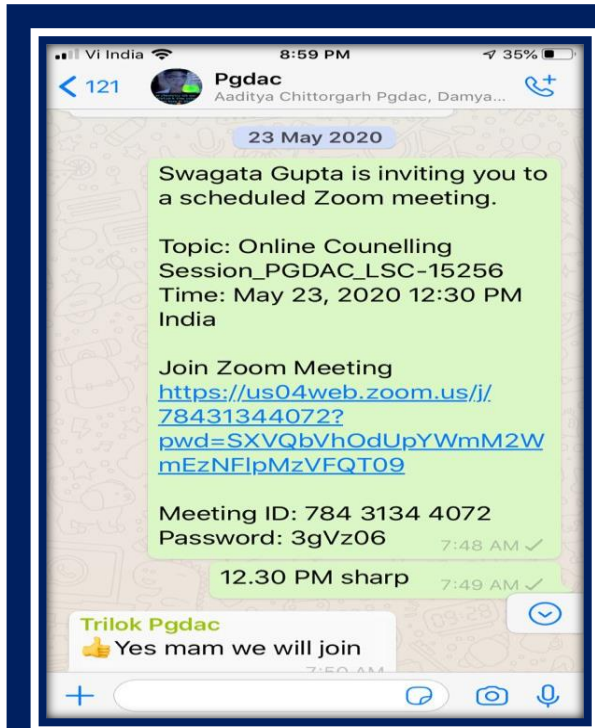 Vi India 8:59 PM 35%
121 Pgdac
Aaditya Chittorgarh Pgdac, Damya...
23 May 2020
Swagata Gupta is inviting you to
a scheduled Zoom meeting.
Topic: Online Counelling
Session_PGDAC_LSC-15256
Time: May 23, 2020 12:30 PM
India
Join Zoom Meeting
https://us04web.zoom.us/j/
78431344072?
pwd=SXVQbVhOdUpYWmM2W
mEzNFlpMzVFQT09
Meeting ID: 784 3134 4072
Password: 3gVz06 7:48 AM
12.30 PM sharp 7:49 AM
Trilok Pgdac
👍Yes mam we will join
7:50 AM